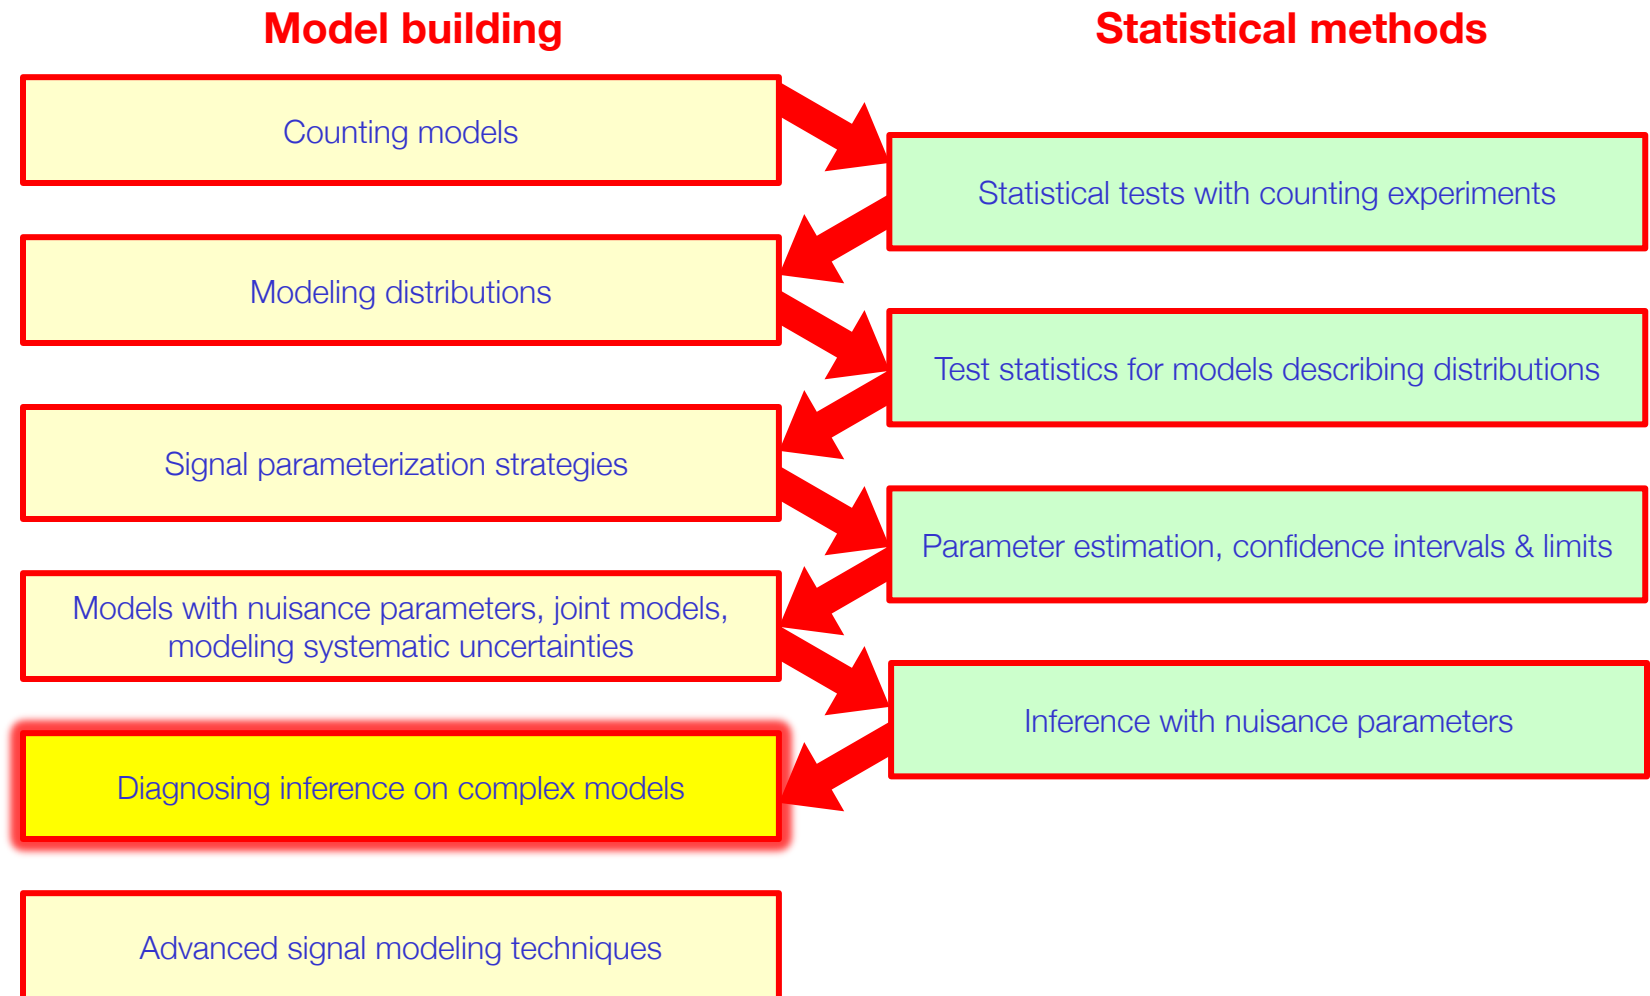 Model building
Statistical methods
Counting models
Statistical tests with counting experiments
Modeling distributions
Test statistics for models describing distributions
Signal parameterization strategies
Parameter estimation, confidence intervals & limits
Models with nuisance parameters, joint models,
modeling systematic uncertainties
Inference with nuisance parameters
Diagnosing inference on complex models
Advanced signal modeling techniques